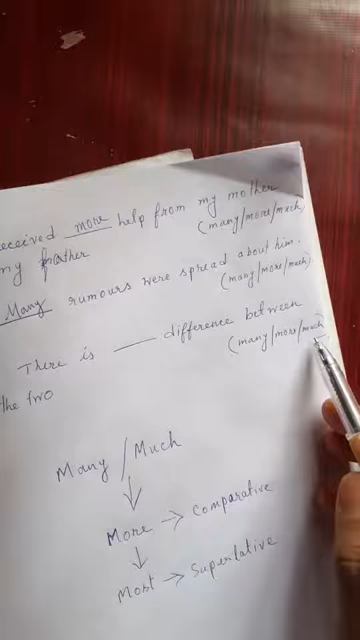 received more help from my mother
(many/more/much)
my father
Many rumours were spread about him.
(many/more/much)
There is ____ difference between
(many/more/much)
the two
Many / Much
More → Comparative
Most → Superlative